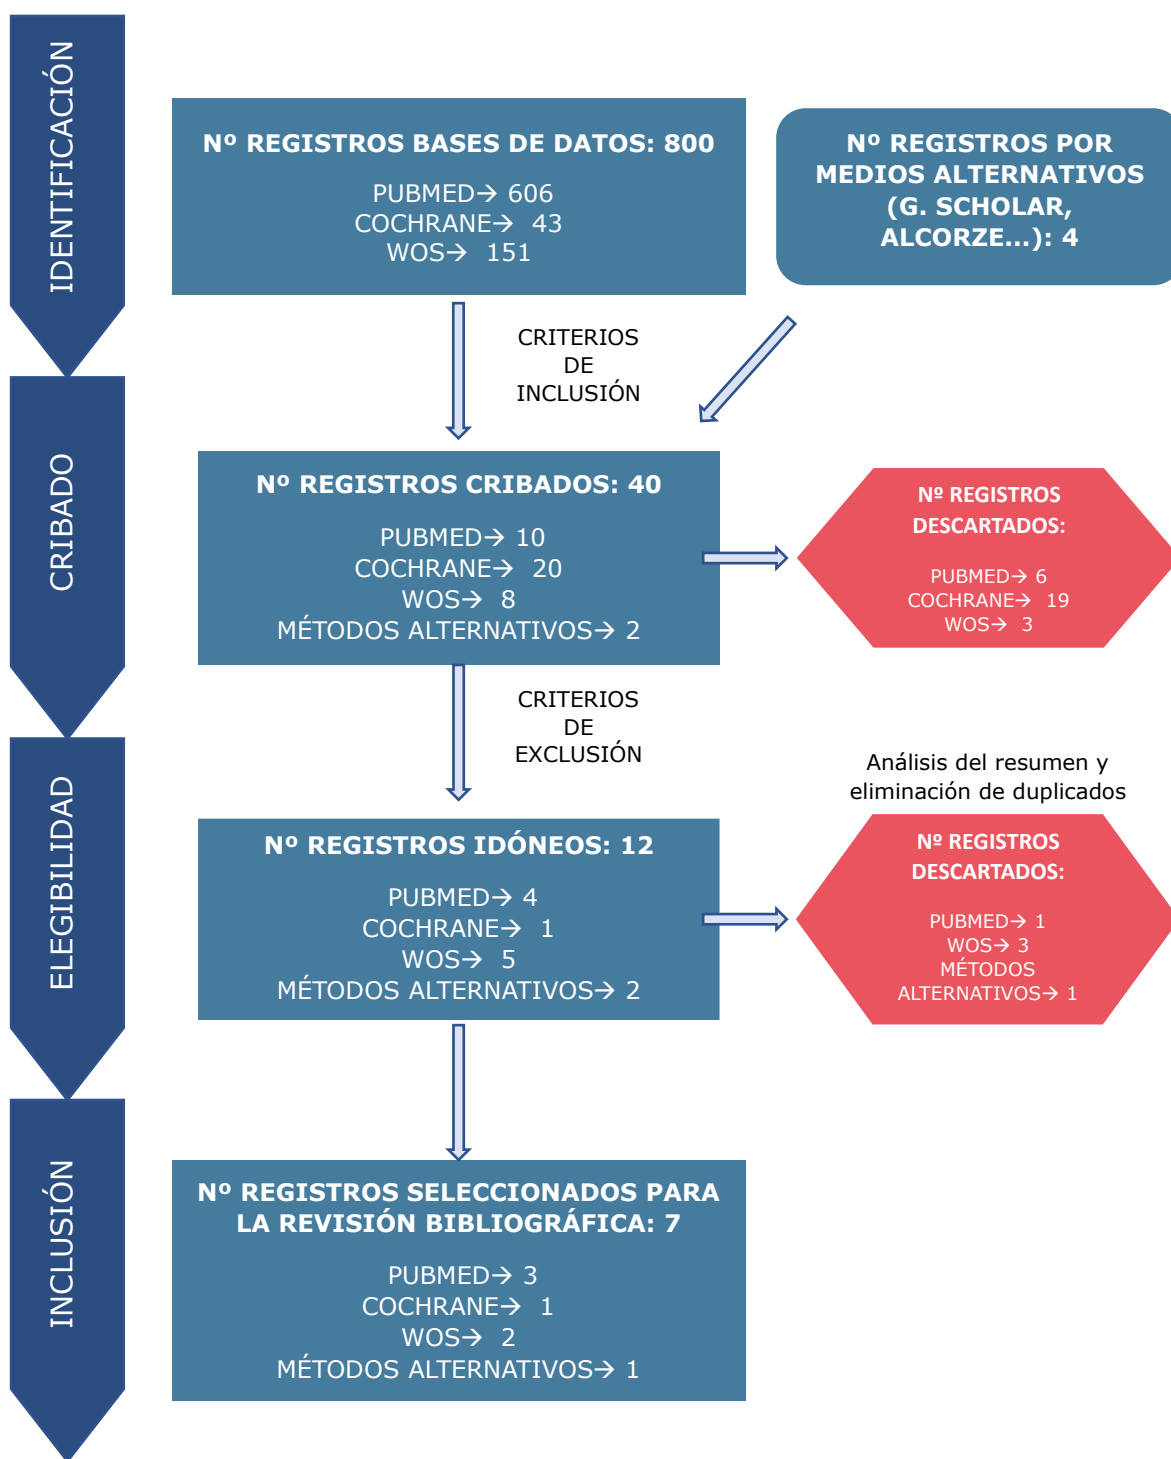 IDENTIFICACIÓN
Nº REGISTROS BASES DE DATOS: 800
PUBMED→ 606
COCHRANE→ 43
WOS→ 151
Nº REGISTROS POR
MEDIOS ALTERNATIVOS
(G. SCHOLAR,
ALCORZE...): 4
CRITERIOS
DE
INCLUSIÓN
CRIBADO
Nº REGISTROS CRIBADOS: 40
PUBMED→ 10
COCHRANE→ 20
WOS→ 8
MÉTODOS ALTERNATIVOS→ 2
Nº REGISTROS
DESCARTADOS:
PUBMED→ 6
COCHRANE→ 19
WOS→ 3
CRITERIOS
DE
EXCLUSIÓN
ELEGIBILIDAD
Nº REGISTROS IDÓNEOS: 12
PUBMED→ 4
COCHRANE→ 1
WOS→ 5
MÉTODOS ALTERNATIVOS→ 2
Análisis del resumen y
eliminación de duplicados
Nº REGISTROS
DESCARTADOS:
PUBMED→ 1
WOS→ 3
MÉTODOS
ALTERNATIVOS→ 1
INCLUSIÓN
Nº REGISTROS SELECCIONADOS PARA
LA REVISIÓN BIBLIOGRÁFICA: 7
PUBMED→ 3
COCHRANE→ 1
WOS→ 2
MÉTODOS ALTERNATIVOS→ 1